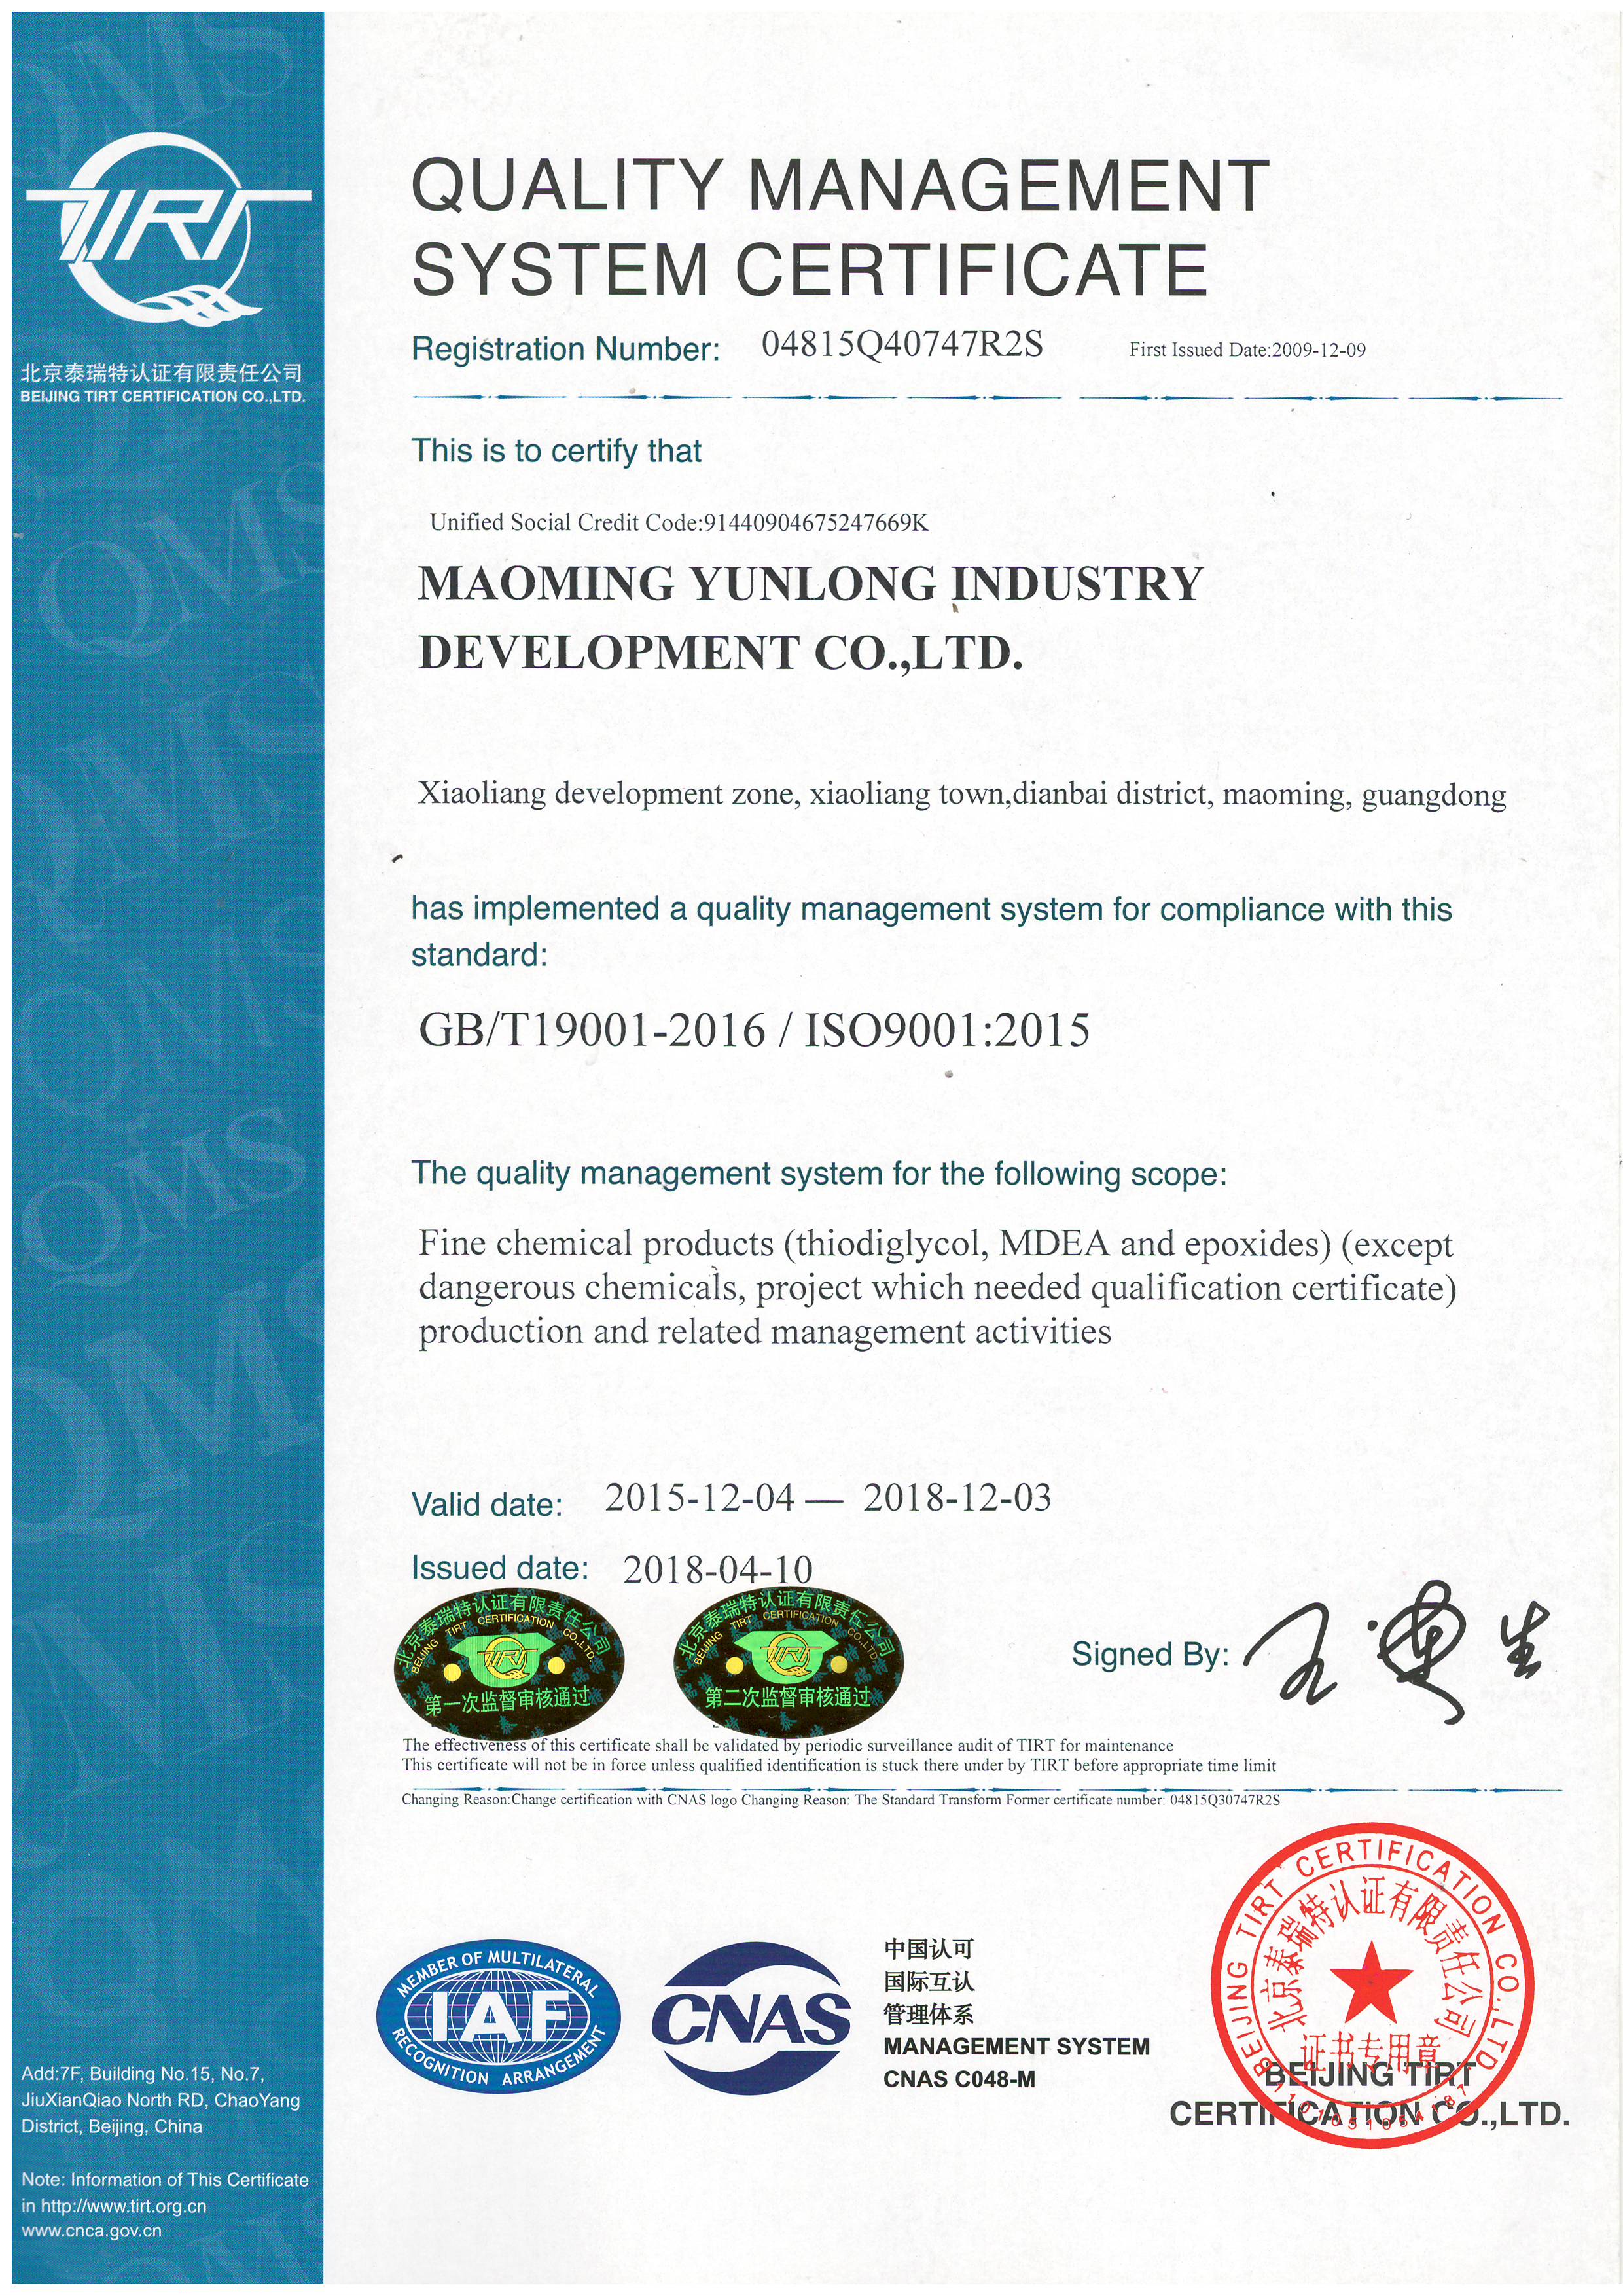 TIRT
北京泰瑞特认证有限责任公司
BEIJING TIRT CERTIFICATION CO.,LTD.
QUALITY MANAGEMENT
SYSTEM CERTIFICATE
Registration Number: 04815Q40747R2S First Issued Date:2009-12-09
This is to certify that
Unified Social Credit Code:91440904675247669K
MAOMING YUNLONG INDUSTRY
DEVELOPMENT CO.,LTD.
Xiaoliang development zone, xiaoliang town,dianbai district, maoming, guangdong
has implemented a quality management system for compliance with this
standard:
GB/T19001-2016 / ISO9001:2015
The quality management system for the following scope:
Fine chemical products (thiodiglycol, MDEA and epoxides) (except
dangerous chemicals, project which needed qualification certificate)
production and related management activities
Valid date: 2015-12-04 — 2018-12-03
Issued date: 2018-04-10
北京泰瑞特认证有限责任公司
BEIJING TIRT CERTIFICATION CO.,LTD.
TIRT
第一次监督审核通过
北京泰瑞特认证有限责任公司
BEIJING TIRT CERTIFICATION CO.,LTD.
TIRT
第二次监督审核通过
Signed By:
The effectiveness of this certificate shall be validated by periodic surveillance audit of TIRT for maintenance
This certificate will not be in force unless qualified identification is stuck there under by TIRT before appropriate time limit
Changing Reason:Change certification with CNAS logo Changing Reason: The Standard Transform Former certificate number: 04815Q30747R2S
MEMBER OF MULTILATERAL
IAF
RECOGNITION ARRANGEMENT
CNAS
中国认可
国际互认
管理体系
MANAGEMENT SYSTEM
CNAS C048-M
BEIJING TIRT CERTIFICATION CO.,LTD
北京泰瑞特认证有限责任公司
证书专用章
BEIJING TIRT
CERTIFICATION CO.,LTD.
Add:7F, Building No.15, No.7,
JiuXianQiao North RD, ChaoYang
District, Beijing, China
Note: Information of This Certificate
in http://www.tirt.org.cn
www.cnca.gov.cn
QMS